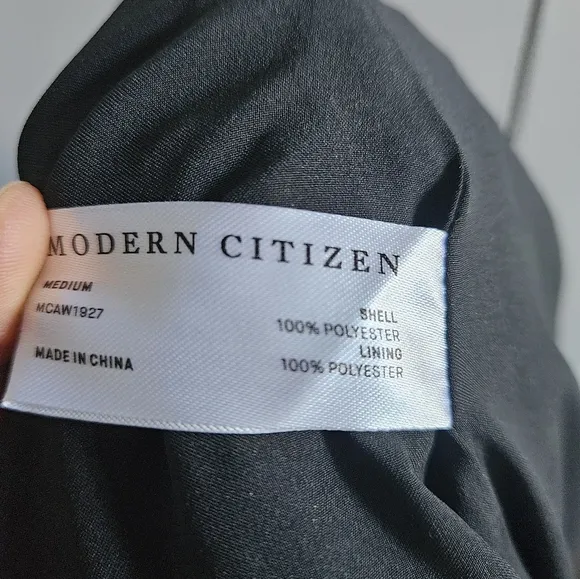 MODERN CITIZEN
MEDIUM
MCAW1927
MADE IN CHINA
SHELL
100% POLYESTER
LINING
100% POLYESTER